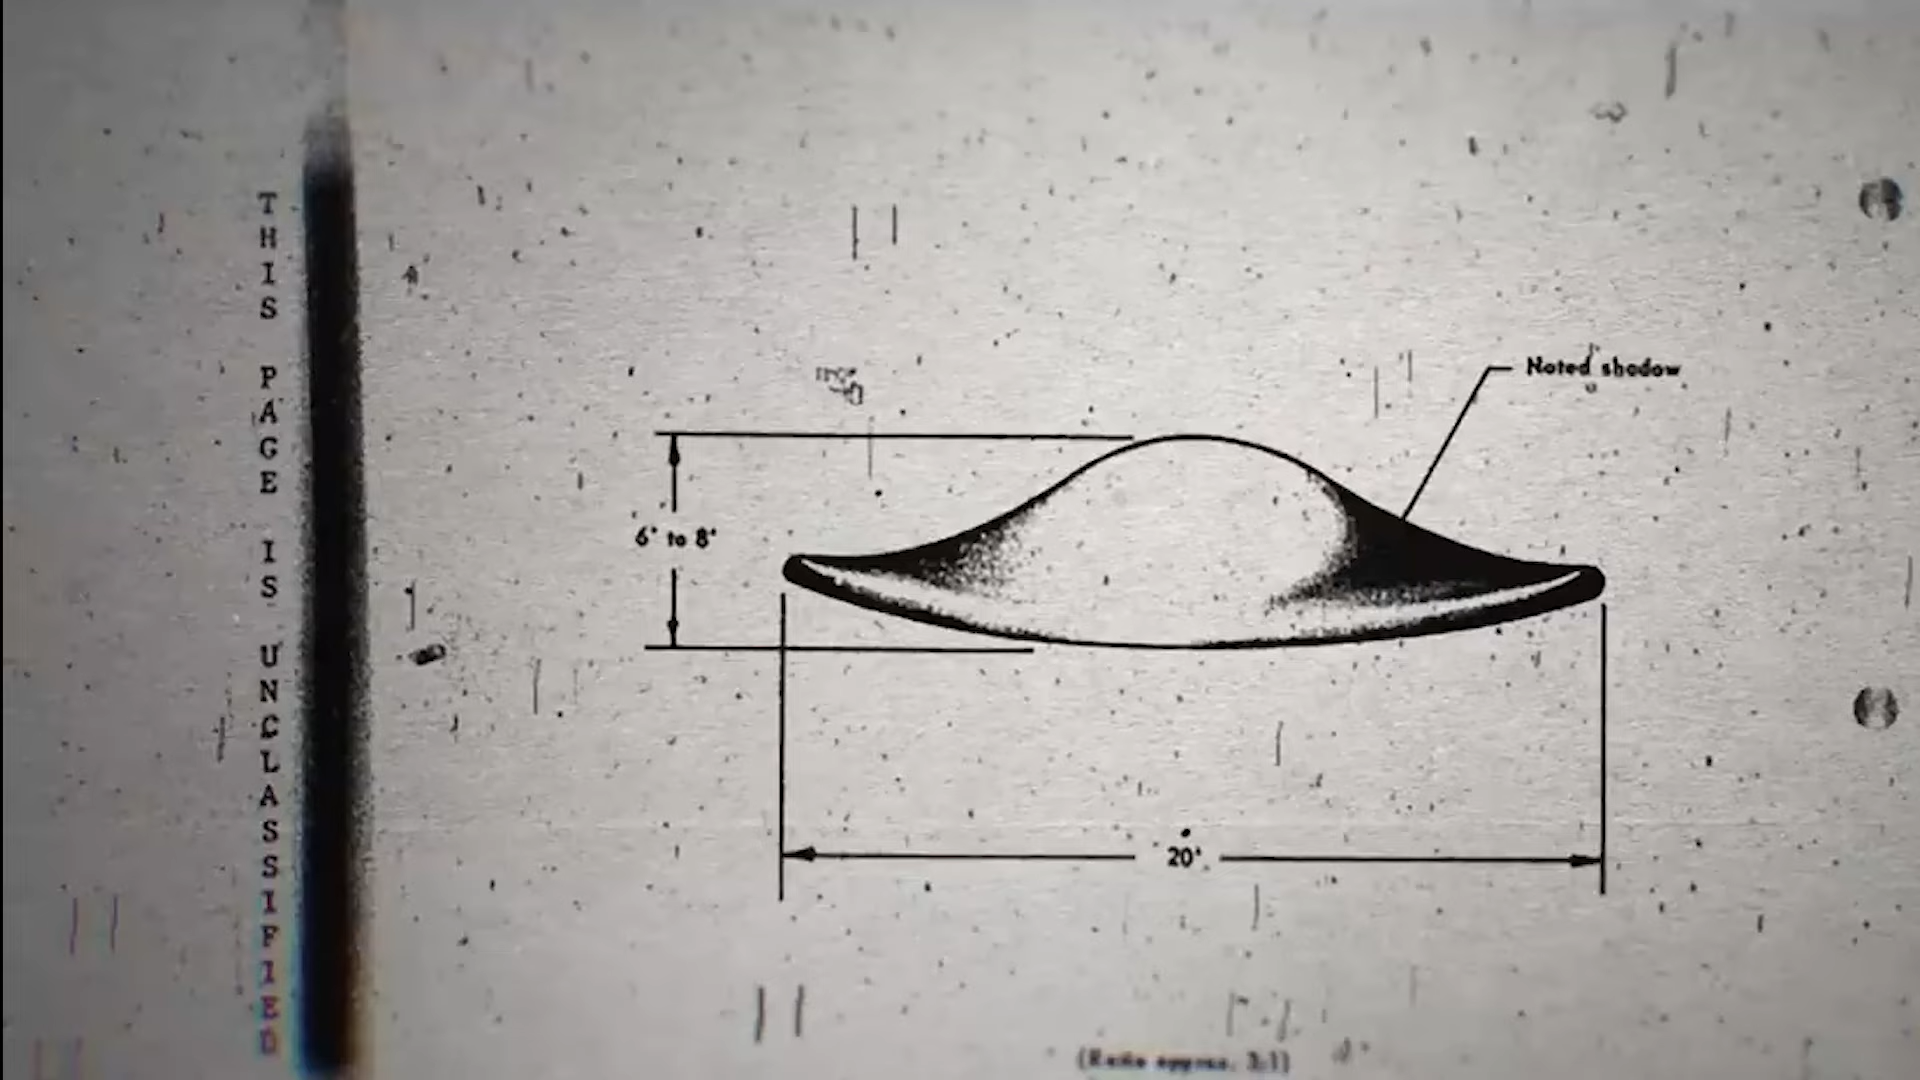 THIS PAGE IS UNCLASSIFIED
Noted shadow
6' to 8'
20'
(Ratio approx. 3:1)